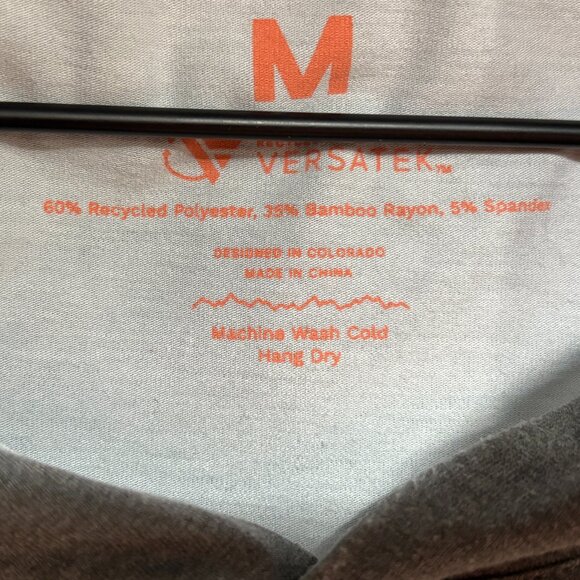 M
VERSATEK™
60% Recycled Polyester, 35% Bamboo Rayon, 5% Spandex
DESIGNED IN COLORADO
MADE IN CHINA
Machine Wash Cold
Hang Dry